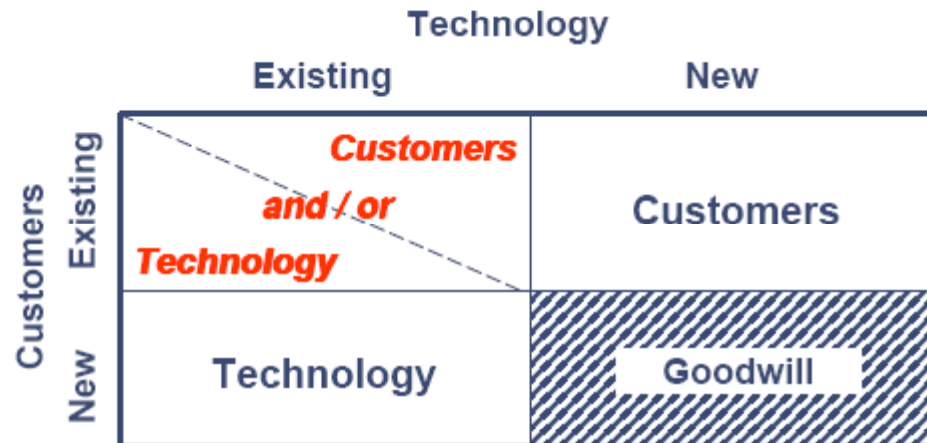 Technology
Existing New
Customers
Existing
Customers
and / or
Technology
Customers
New
Technology
Goodwill